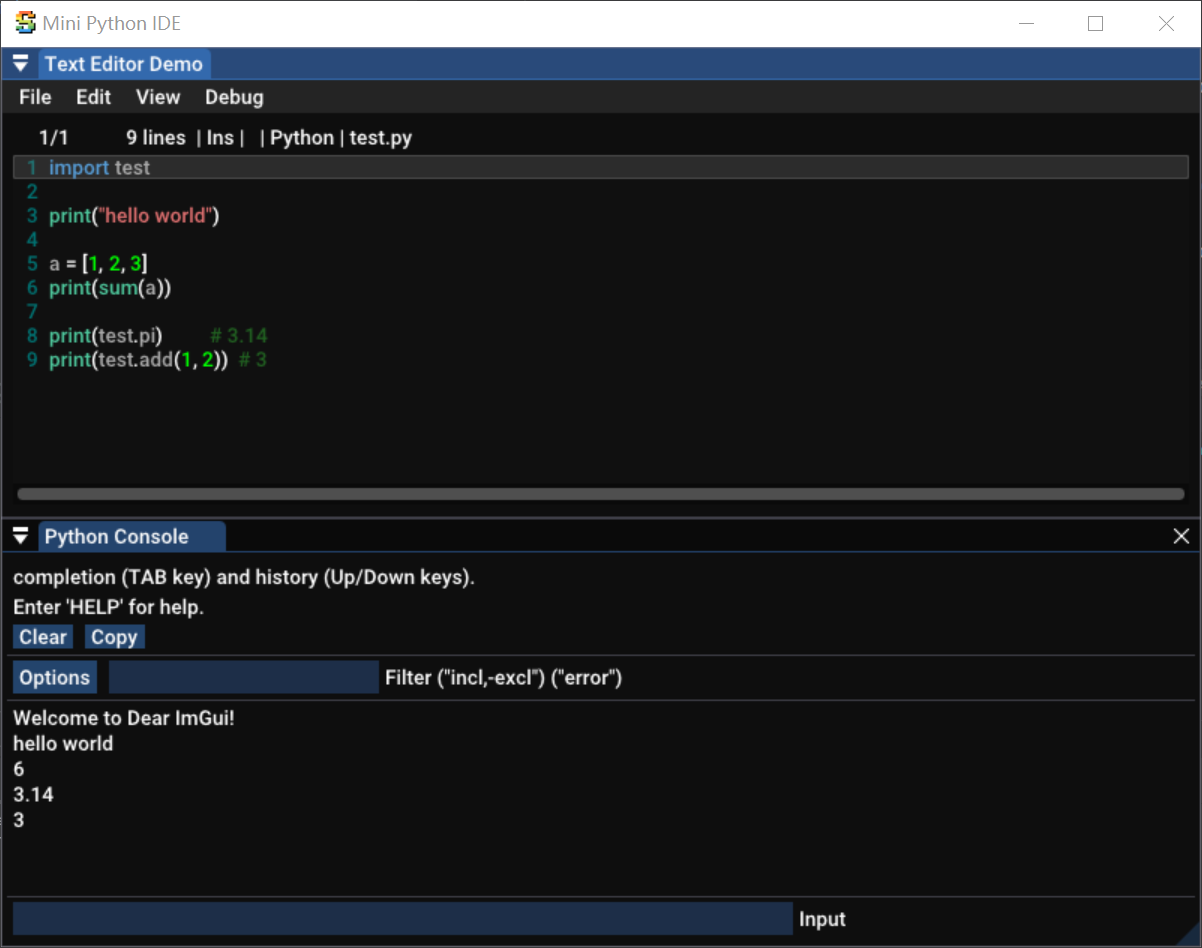 Mini Python IDE
Text Editor Demo
File Edit View Debug
1/1 9 lines | Ins | | Python | test.py
1 import test
2
3 print("hello world")
4
5 a = [1, 2, 3]
6 print(sum(a))
7
8 print(test.pi) # 3.14
9 print(test.add(1, 2)) # 3
Python Console
completion (TAB key) and history (Up/Down keys).
Enter 'HELP' for help.
Clear Copy
Options Filter ("incl,-excl") ("error")
Welcome to Dear ImGui!
hello world
6
3.14
3
Input